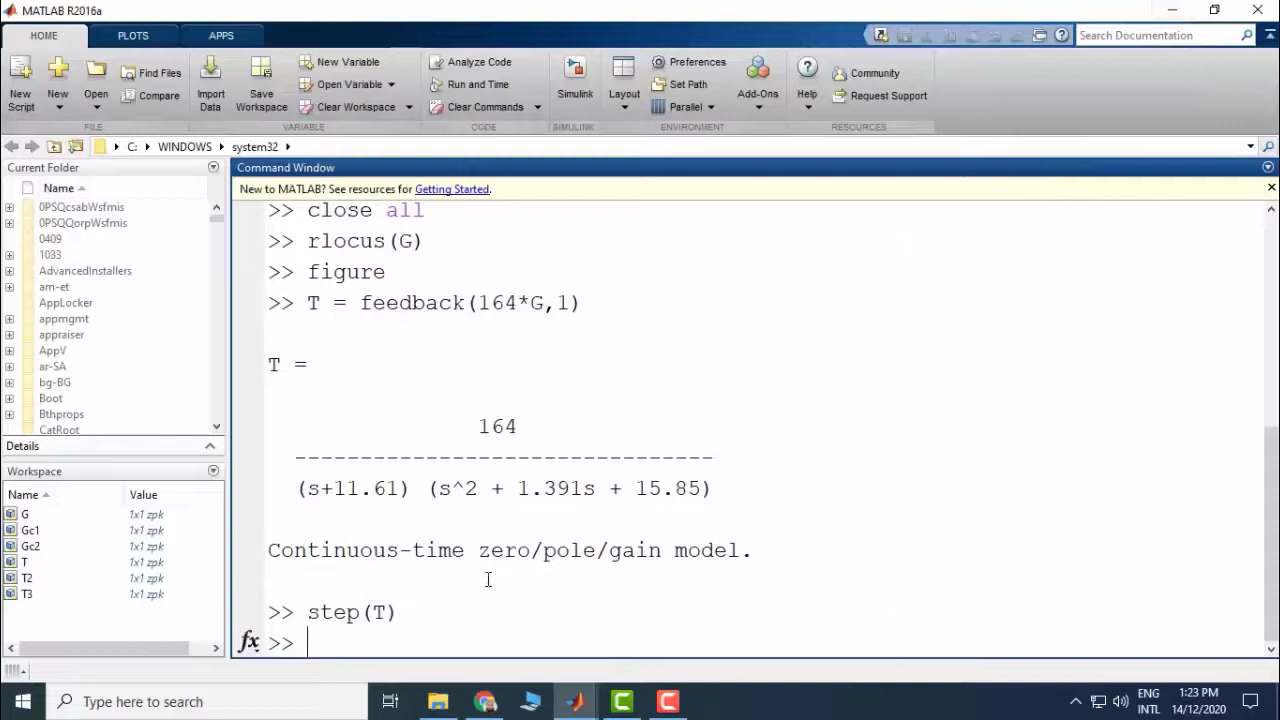 MATLAB R2016a
HOME PLOTS APPS
Search Documentation
New Script
New
Open
Find Files
Compare
Import Data
Save Workspace
New Variable
Open Variable
Clear Workspace
Analyze Code
Run and Time
Clear Commands
Simulink
Layout
Preferences
Set Path
Parallel
Add-Ons
Help
Community
Request Support
FILE VARIABLE CODE SIMULINK ENVIRONMENT RESOURCES
C: WINDOWS system32
Current Folder
Name
0PSQcsabWsfmis
0PSQQorpWsfmis
0409
1033
AdvancedInstallers
am-et
AppLocker
appmgmt
appraiser
AppV
ar-SA
bg-BG
Boot
Bthprops
CatRoot
Details
Workspace
Name Value
G 1x1 zpk
Gc1 1x1 zpk
Gc2 1x1 zpk
T 1x1 zpk
T2 1x1 zpk
T3 1x1 zpk
Command Window
New to MATLAB? See resources for Getting Started.
>> close all
>> rlocus(G)
>> figure
>> T = feedback(164*G,1)
T =
164
--------------------------------
(s+11.61) (s^2 + 1.391s + 15.85)
Continuous-time zero/pole/gain model.
>> step(T)
fx >>
Type here to search
ENG
INTL
1:23 PM
14/12/2020